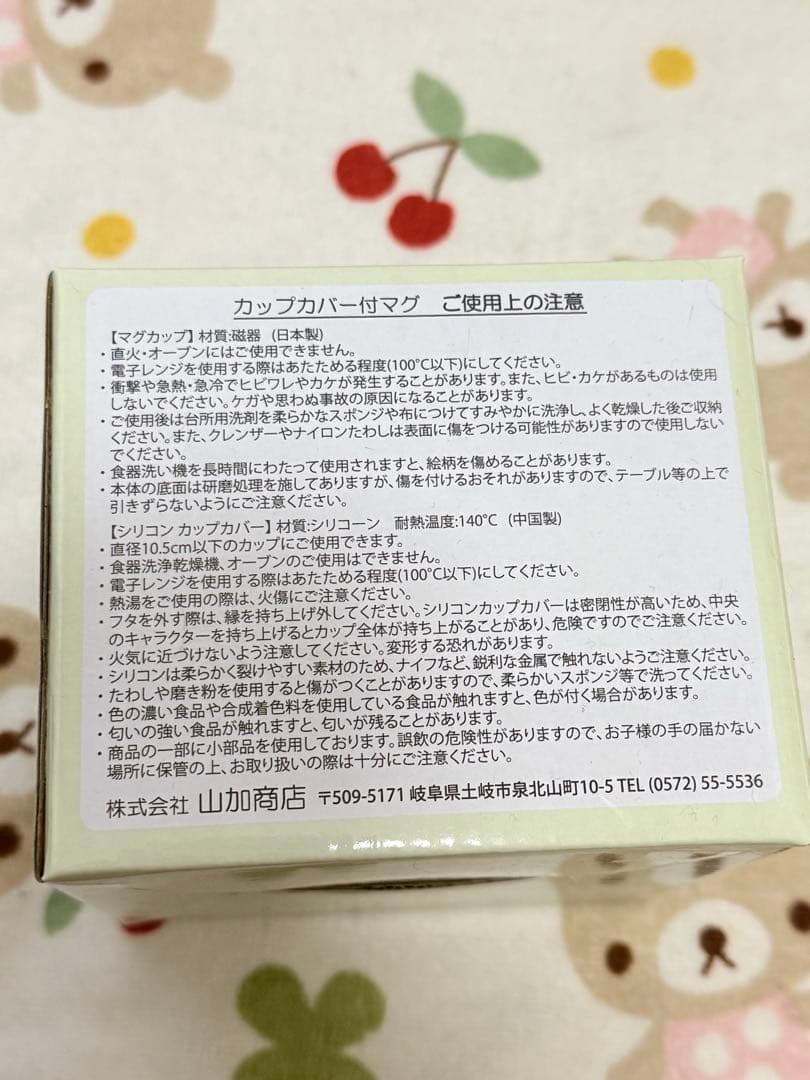 カップカバー付マグ　ご使用上の注意
【マグカップ】材質:磁器（日本製）
・直火・オーブンにはご使用できません。
・電子レンジを使用する際はあたためる程度(100℃以下)にしてください。
・衝撃や急熱・急冷でヒビワレやカケが発生することがあります。また、ヒビ・カケがあるものは使用
しないでください。ケガや思わぬ事故の原因になることがあります。
・ご使用後は台所用洗剤を柔らかなスポンジや布につけてすみやかに洗浄し、よく乾燥した後ご収納
ください。また、クレンザーやナイロンたわしは表面に傷をつける可能性がありますので使用しない
でください。
・食器洗い機を長時間にわたって使用されますと、絵柄を傷めることがあります。
・本体の底面は研磨処理を施してありますが、傷を付けるおそれがありますので、テーブル等の上で
引きずらないようにご注意ください。
【シリコン カップカバー】材質:シリコーン　耐熱温度:140℃（中国製）
・直径10.5cm以下のカップにご使用できます。
・食器洗浄乾燥機、オーブンのご使用はできません。
・電子レンジを使用する際はあたためる程度(100℃以下)にしてください。
・熱湯をご使用の際は、火傷にご注意ください。
・フタを外す際は、縁を持ち上げ外してください。シリコンカップカバーは密閉性が高いため、中央
のキャラクターを持ち上げるとカップ全体が持ち上がることがあり、危険ですのでご注意ください。
・火気に近づけないよう注意してください。変形する恐れがあります。
・シリコンは柔らかく裂けやすい素材のため、ナイフなど、鋭利な金属で触れないようご注意ください。
・たわしや磨き粉を使用すると傷がつくことがありますので、柔らかいスポンジ等で洗ってください。
・色の濃い食品や合成着色料を使用している食品が触れますと、色が付く場合があります。
・匂いの強い食品が触れますと、匂いが残ることがあります。
・商品の一部に小部品を使用しております。誤飲の危険性がありますので、お子様の手の届かない
場所に保管の上、お取り扱いの際は十分にご注意ください。
株式会社 山加商店 〒509-5171 岐阜県土岐市泉北山町10-5 TEL (0572) 55-5536